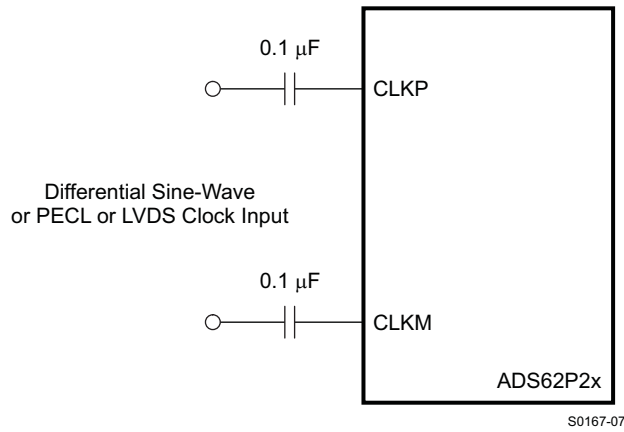 0.1 μF
CLKP
Differential Sine-Wave
or PECL or LVDS Clock Input
0.1 μF
CLKM
ADS62P2x
S0167-07